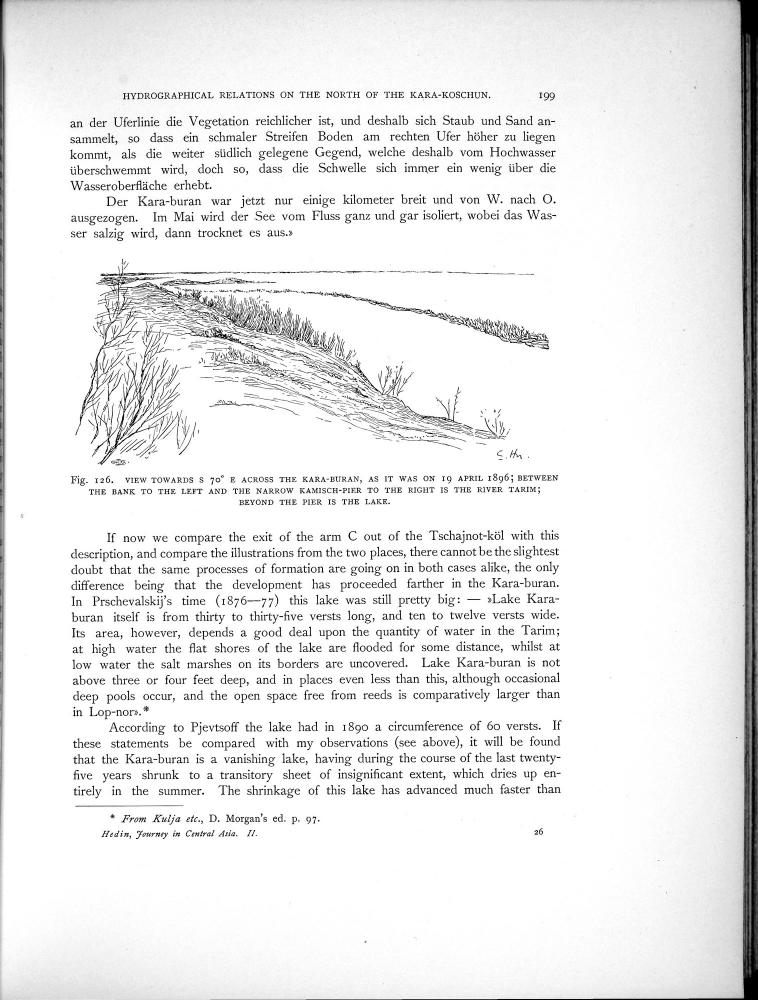 HYDROGRAPHICAL RELATIONS ON THE NORTH OF THE KARA-KOSCHUN. 199
an der Uferlinie die Vegetation reichlicher ist, und deshalb sich Staub und Sand an-
sammelt, so dass ein schmaler Streifen Boden am rechten Ufer höher zu liegen
kommt, als die weiter südlich gelegene Gegend, welche deshalb vom Hochwasser
überschwemmt wird, doch so, dass die Schwelle sich immer ein wenig über die
Wasseroberfläche erhebt.
Der Kara-buran war jetzt nur einige kilometer breit und von W. nach O.
ausgezogen. Im Mai wird der See vom Fluss ganz und gar isoliert, wobei das Was-
ser salzig wird, dann trocknet es aus.»
S. Hn.
Fig. 126. VIEW TOWARDS S 70° E ACROSS THE KARA-BURAN, AS IT WAS ON 19 APRIL 1896; BETWEEN
THE BANK TO THE LEFT AND THE NARROW KAMISCH-PIER TO THE RIGHT IS THE RIVER TARIM;
BEYOND THE PIER IS THE LAKE.
If now we compare the exit of the arm C out of the Tschajnot-köl with this
description, and compare the illustrations from the two places, there cannot be the slightest
doubt that the same processes of formation are going on in both cases alike, the only
difference being that the development has proceeded farther in the Kara-buran.
In Prschevalskij's time (1876—77) this lake was still pretty big: — »Lake Kara-
buran itself is from thirty to thirty-five versts long, and ten to twelve versts wide.
Its area, however, depends a good deal upon the quantity of water in the Tarim;
at high water the flat shores of the lake are flooded for some distance, whilst at
low water the salt marshes on its borders are uncovered. Lake Kara-buran is not
above three or four feet deep, and in places even less than this, although occasional
deep pools occur, and the open space free from reeds is comparatively larger than
in Lop-nor».*
According to Pjevtsoff the lake had in 1890 a circumference of 60 versts. If
these statements be compared with my observations (see above), it will be found
that the Kara-buran is a vanishing lake, having during the course of the last twenty-
five years shrunk to a transitory sheet of insignificant extent, which dries up en-
tirely in the summer. The shrinkage of this lake has advanced much faster than
* From Kulja etc., D. Morgan's ed. p. 97.
Hedin, Journey in Central Asia. II. 26